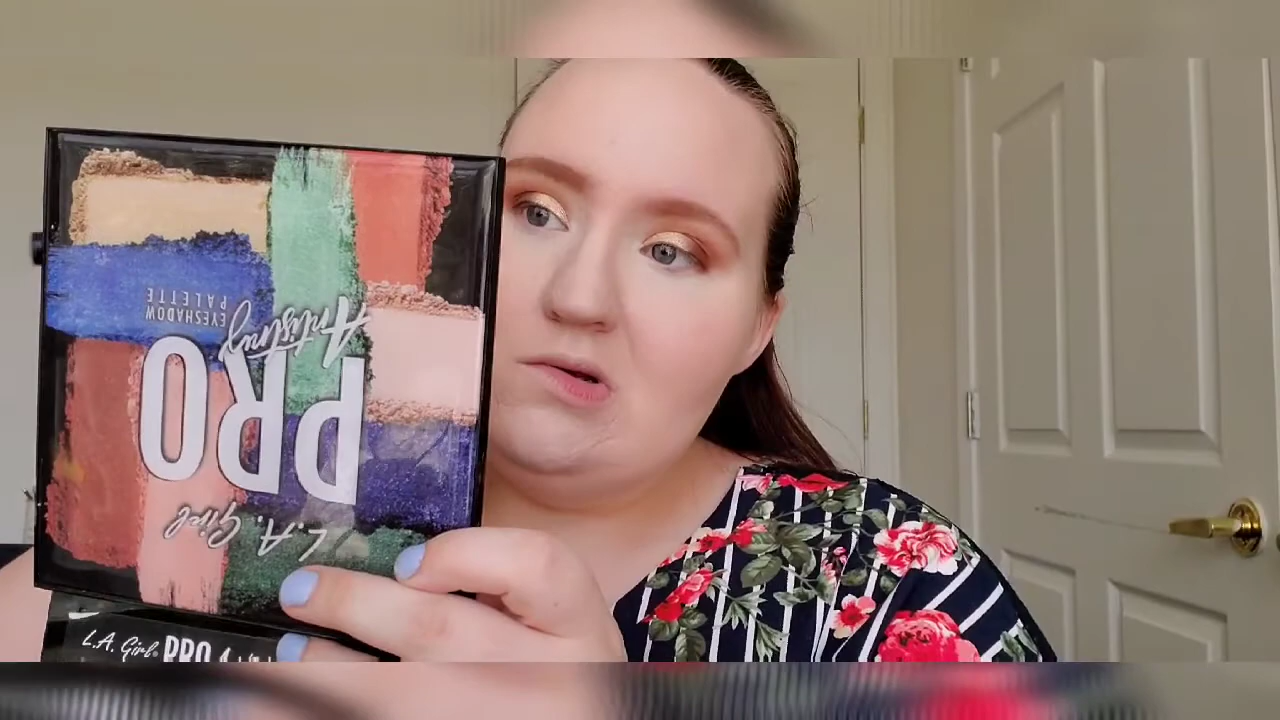 L.A. Girl
PRO
Artistry
EYESHADOW
PALETTE
L.A. Girl® PRO